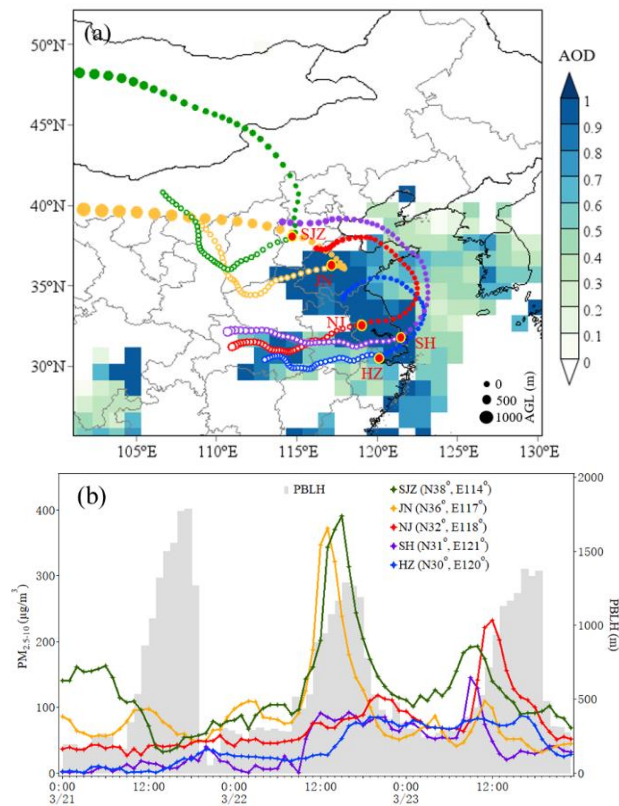 (a)
AOD
50°N
45°N
40°N
35°N
30°N
1
0.9
0.8
0.7
0.6
0.5
0.4
0.3
0.2
0.1
0
SJZ
JN
NJ
SH
HZ
0
500
1000
AGL (m)
105°E
110°E
115°E
120°E
125°E
130°E
(b)
PBLH
SJZ (N38°, E114°)
JN (N36°, E117°)
NJ (N32°, E118°)
SH (N31°, E121°)
HZ (N30°, E120°)
PM2.5-10 (μg/m³)
400
300
200
100
0
2000
1500
1000
500
0
PBLH (m)
0:00
12:00
0:00
12:00
0:00
12:00
3/21
3/22
3/23